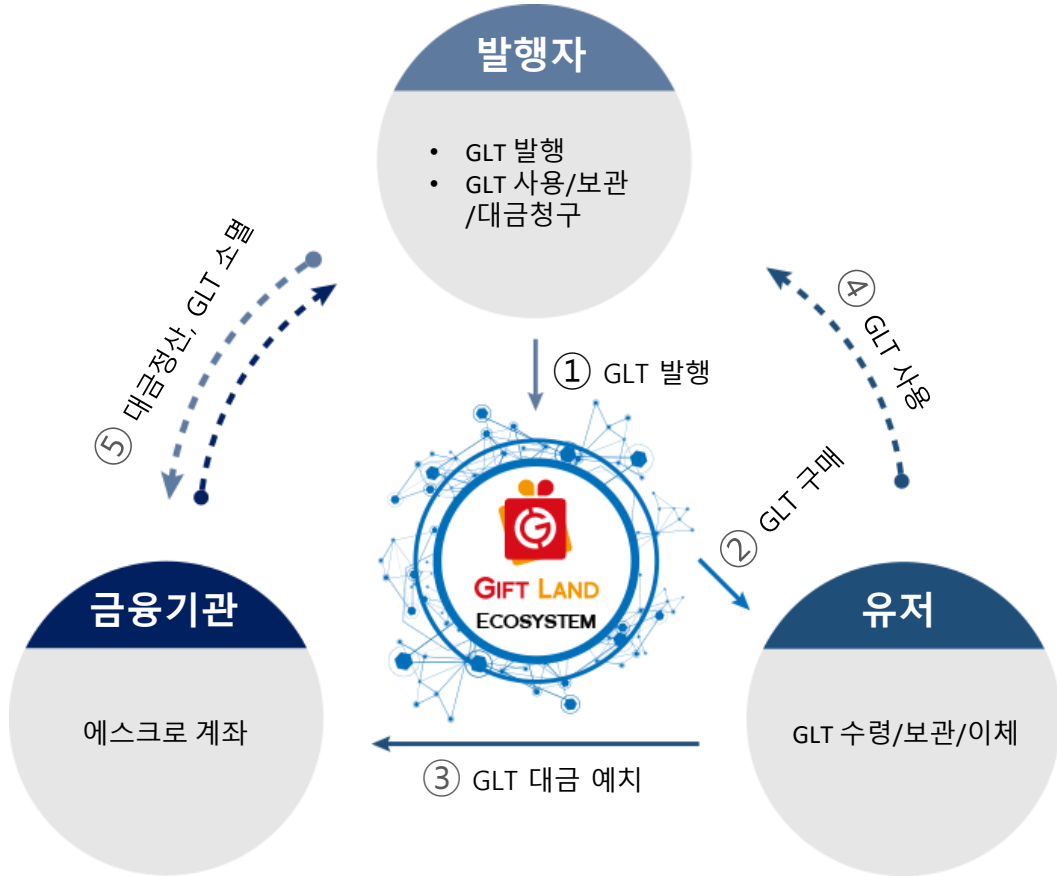 발행자
• GLT 발행
• GLT 사용/보관
/대금청구
⑤ 대금정산, GLT 소멸
④ GLT 사용
① GLT 발행
② GLT 구매
GIFT LAND
ECOSYSTEM
금융기관
에스크로 계좌
유저
GLT 수령/보관/이체
③ GLT 대금 예치